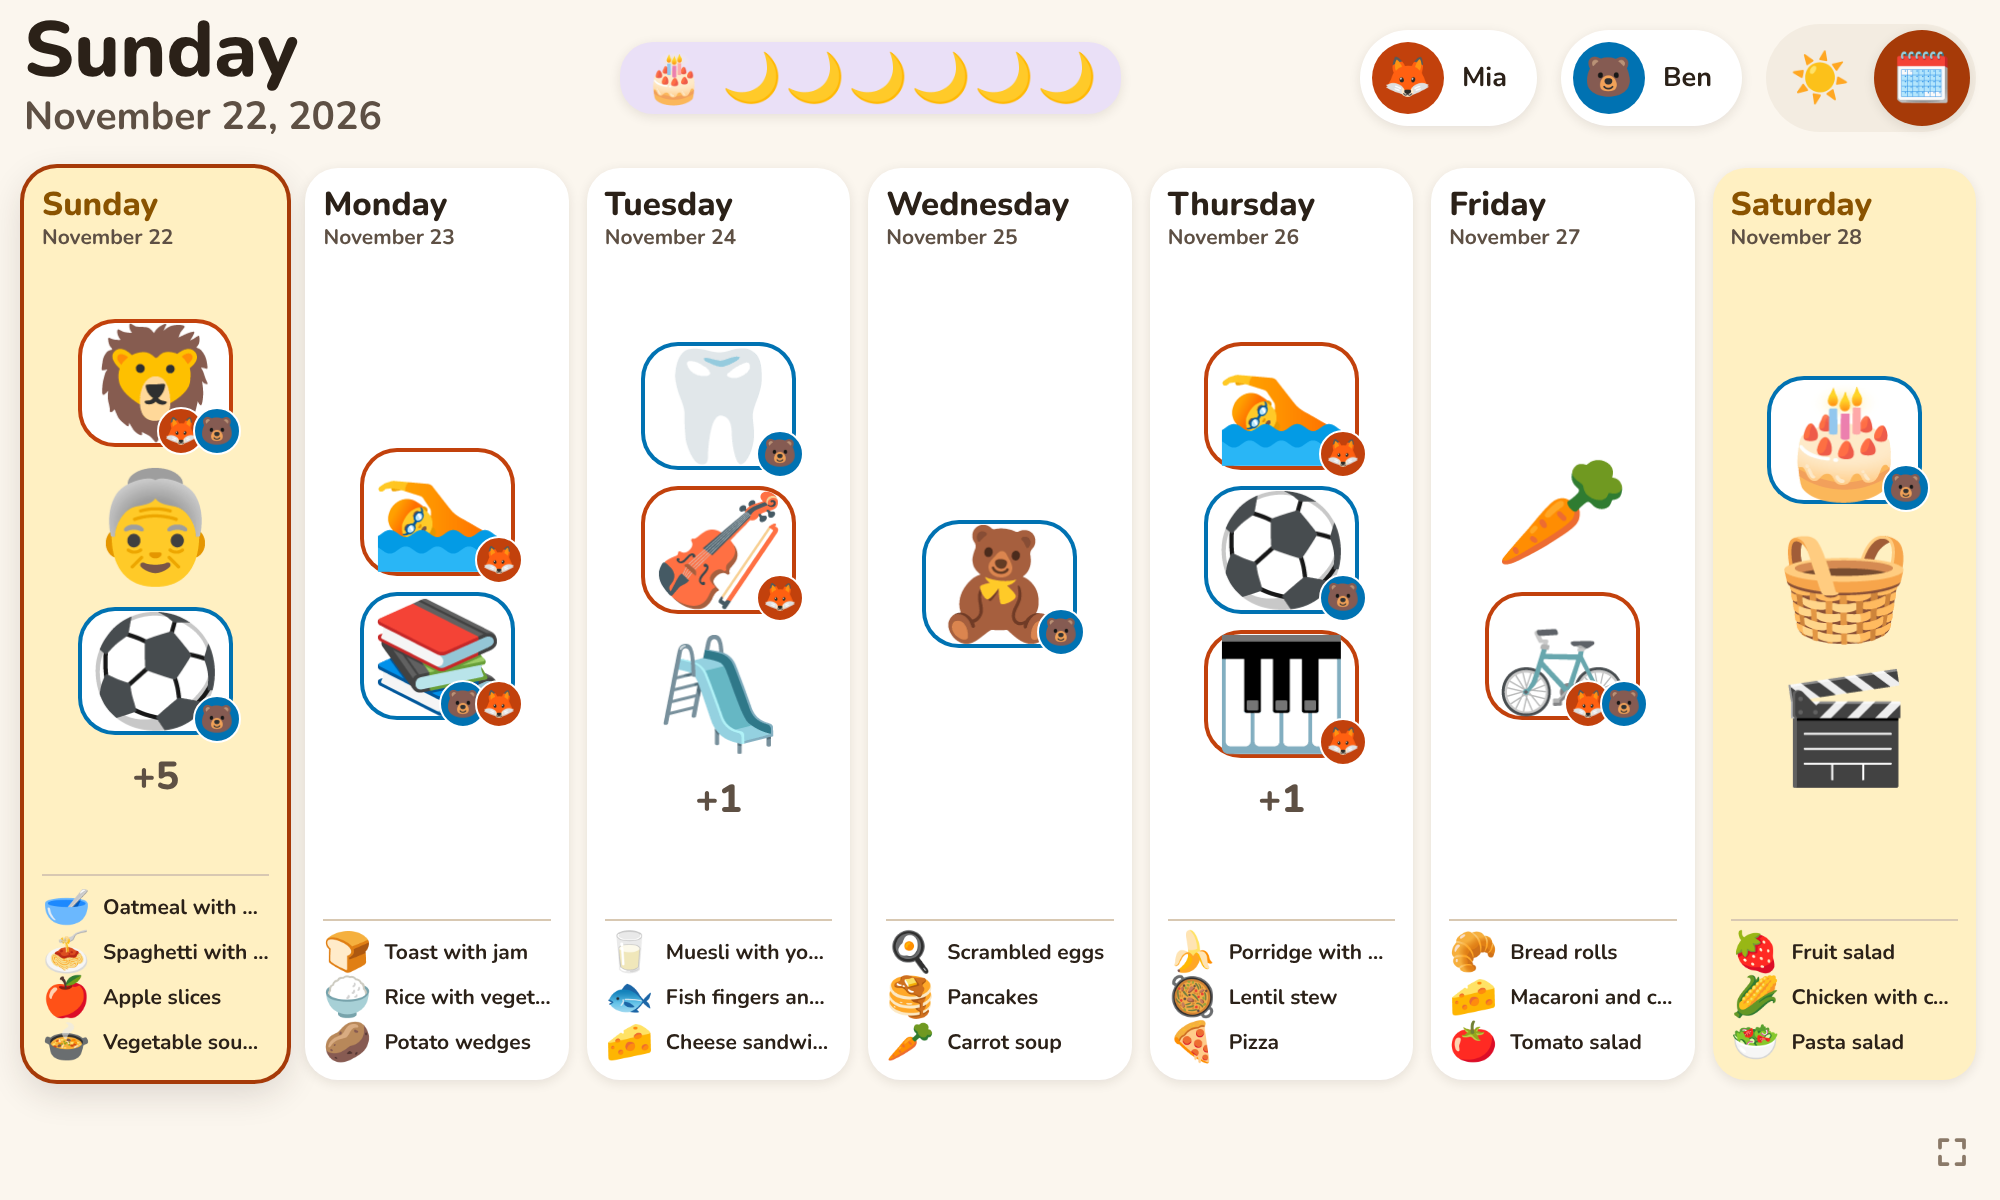 Sunday
November 22, 2026
Mia
Ben
Sunday
November 22
+5
Oatmeal with ...
Spaghetti with ...
Apple slices
Vegetable sou...
Monday
November 23
Toast with jam
Rice with veget...
Potato wedges
Tuesday
November 24
+1
Muesli with yo...
Fish fingers an...
Cheese sandwi...
Wednesday
November 25
Scrambled eggs
Pancakes
Carrot soup
Thursday
November 26
+1
Porridge with ...
Lentil stew
Pizza
Friday
November 27
Bread rolls
Macaroni and c...
Tomato salad
Saturday
November 28
Fruit salad
Chicken with c...
Pasta salad